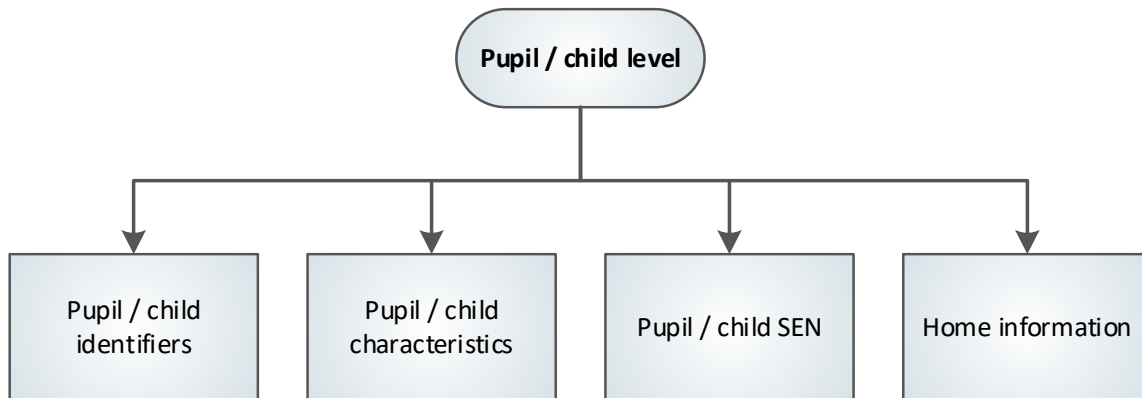 Pupil / child level
Pupil / child
identifiers
Pupil / child
characteristics
Pupil / child SEN
Home information